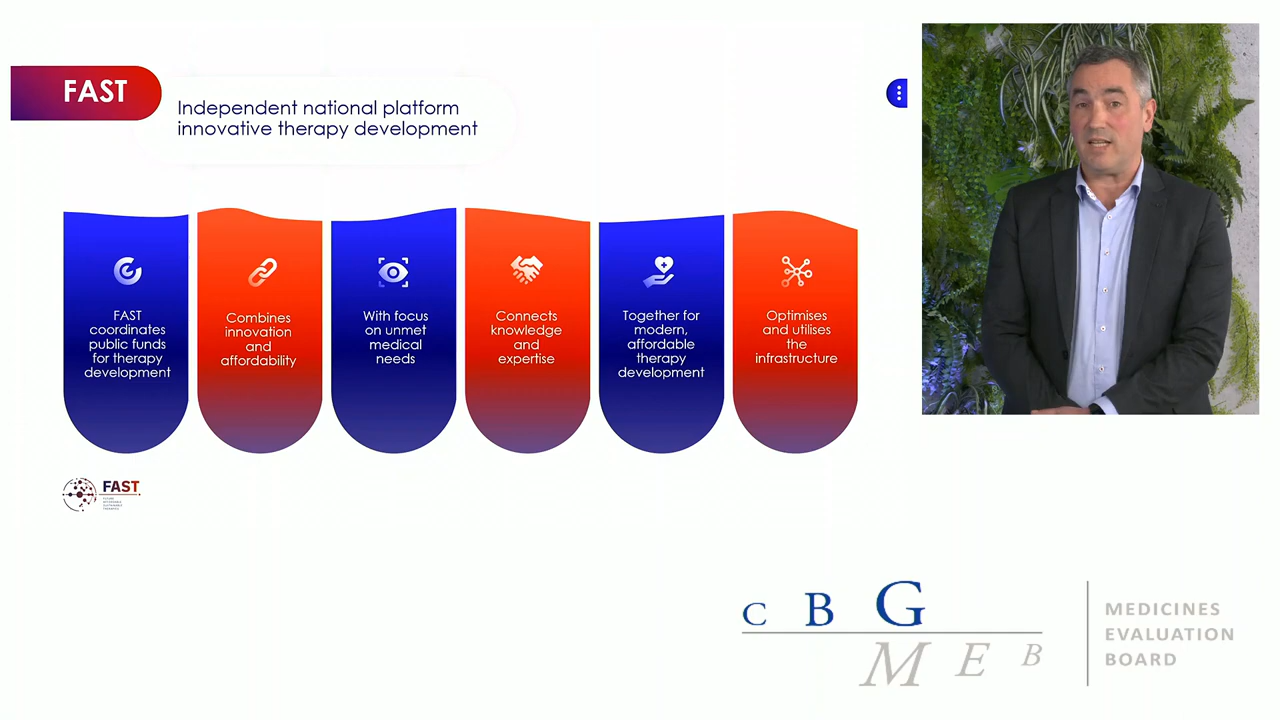 FAST
Independent national platform
innovative therapy development
FAST
coordinates
public funds
for therapy
development
Combines
innovation
and
affordability
With focus
on unmet
medical
needs
Connects
knowledge
and
expertise
Together for
modern,
affordable
therapy
development
Optimises
and utilises
the
infrastructure
FAST
C B G
M E B
MEDICINES
EVALUATION
BOARD